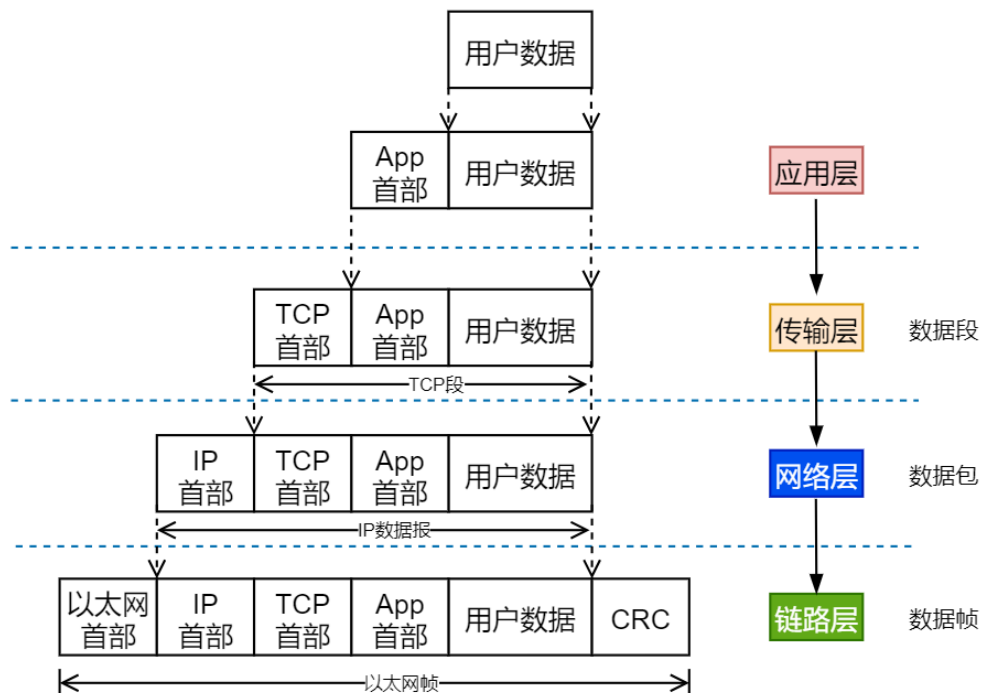 用户数据
App
首部
用户数据
应用层
TCP
首部
App
首部
用户数据
传输层
数据段
TCP段
IP
首部
TCP
首部
App
首部
用户数据
网络层
数据包
IP数据报
以太网
首部
IP
首部
TCP
首部
App
首部
用户数据
CRC
链路层
数据帧
以太网帧